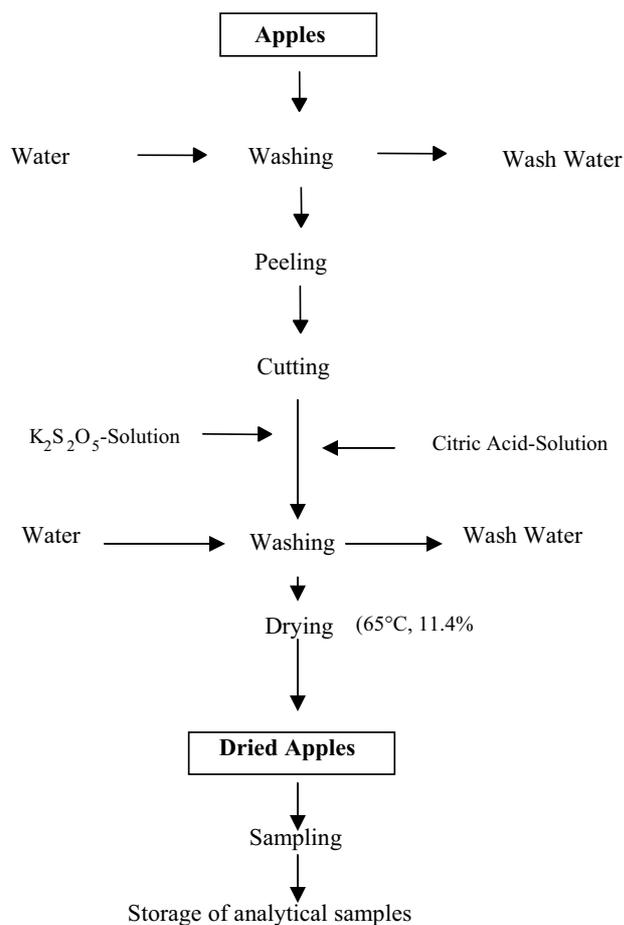 Apples
Water Washing Wash Water
Peeling
Cutting
K2S2O5-Solution Citric Acid-Solution
Water Washing Wash Water
Drying (65°C, 11.4%
Dried Apples
Sampling
Storage of analytical samples